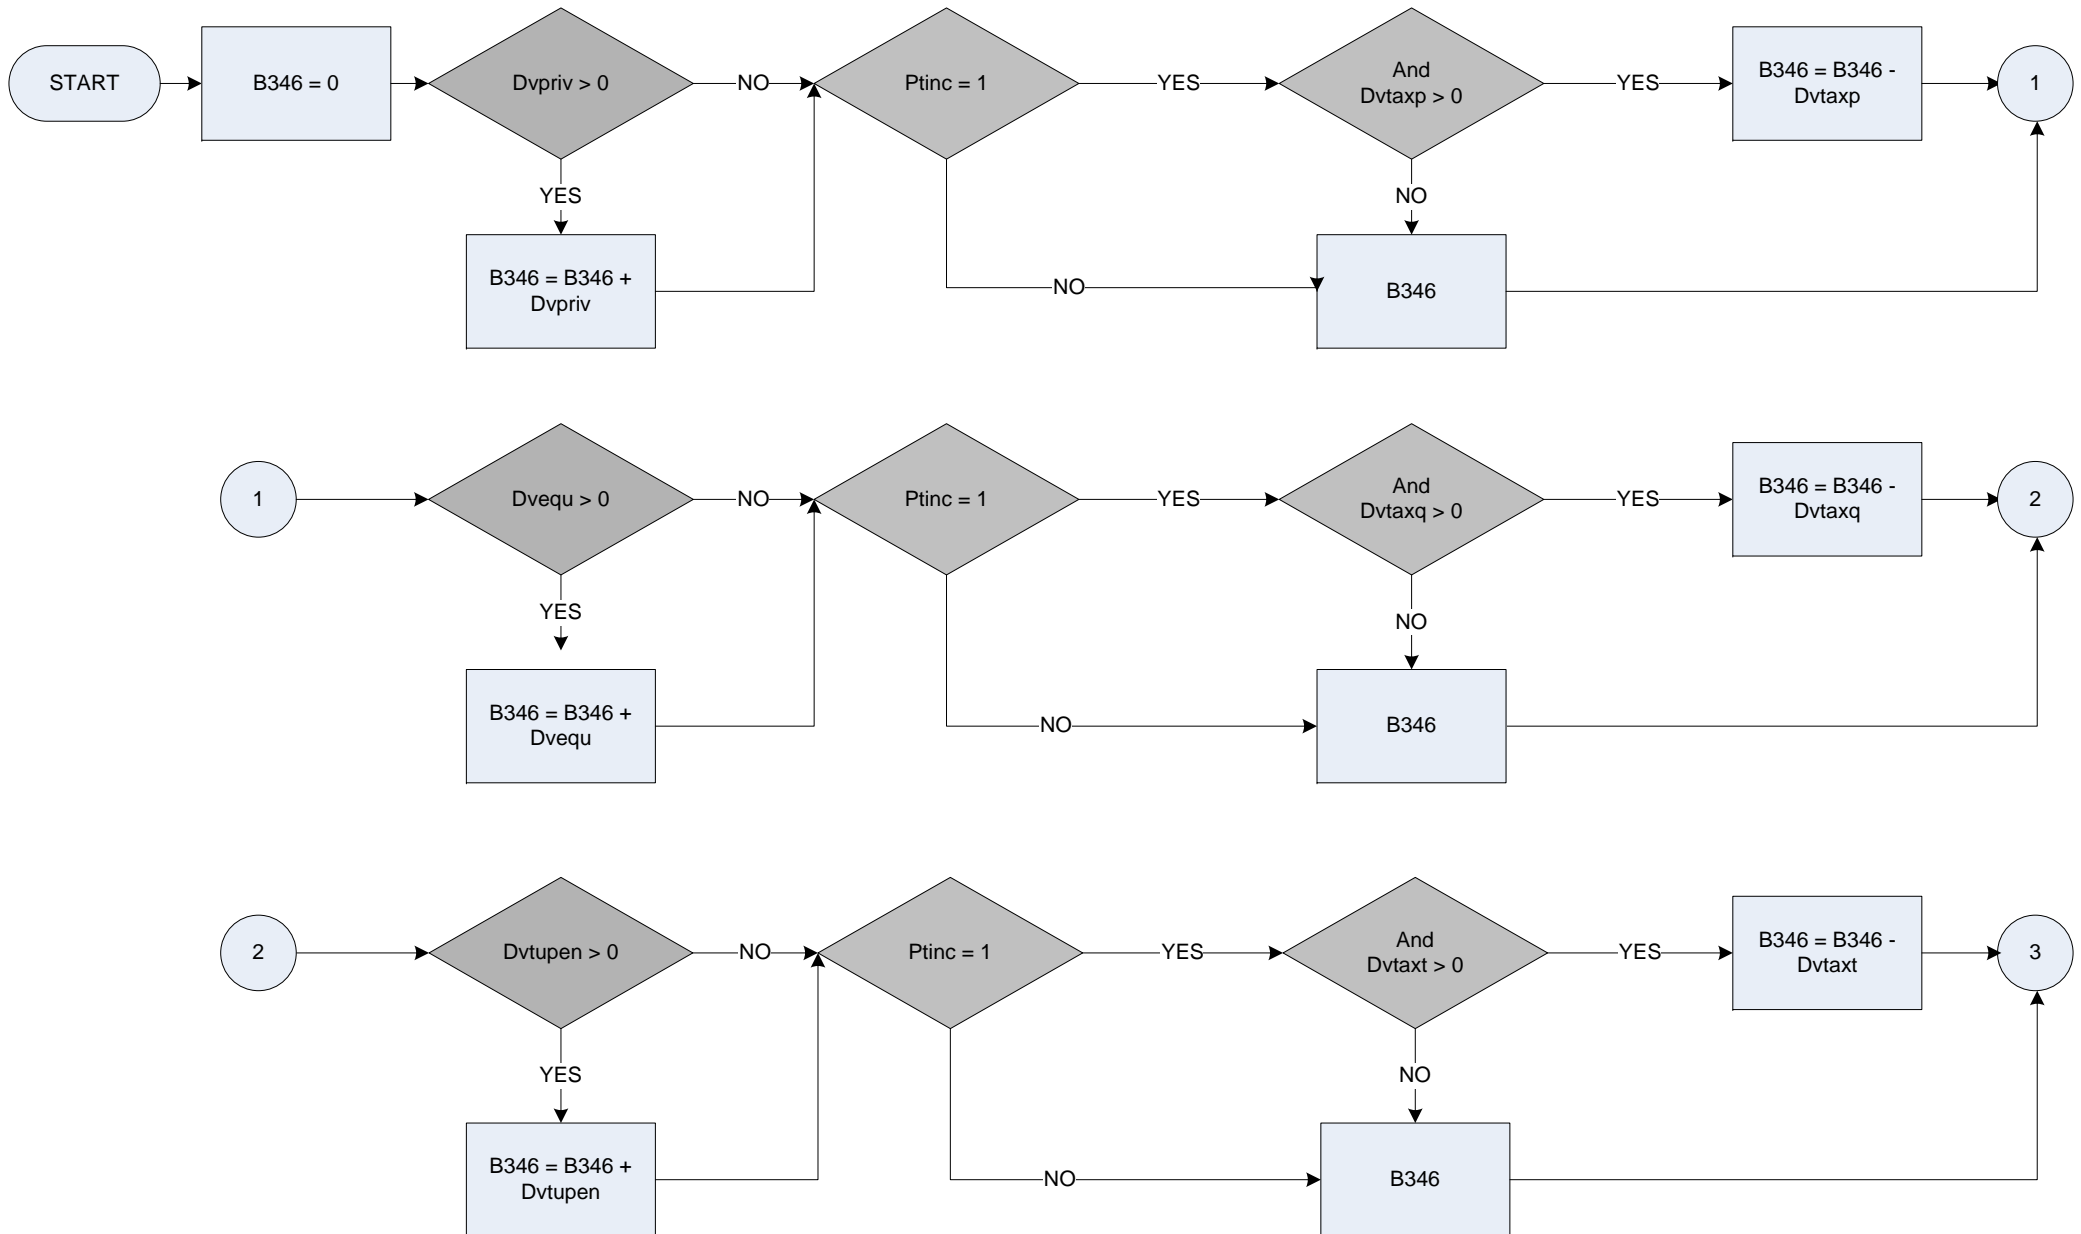 START
B346 = 0
Dvpriv > 0
NO
Ptinc = 1
YES
And
Dvtaxp > 0
YES
B346 = B346 -
Dvtaxp
1
YES
NO
B346 = B346 +
Dvpriv
NO
B346
1
Dvequ > 0
NO
Ptinc = 1
YES
And
Dvtaxq > 0
YES
B346 = B346 -
Dvtaxq
2
YES
NO
B346 = B346 +
Dvequ
NO
B346
2
Dvtupen > 0
NO
Ptinc = 1
YES
And
Dvtaxt > 0
YES
B346 = B346 -
Dvtaxt
3
YES
NO
B346 = B346 +
Dvtupen
NO
B346